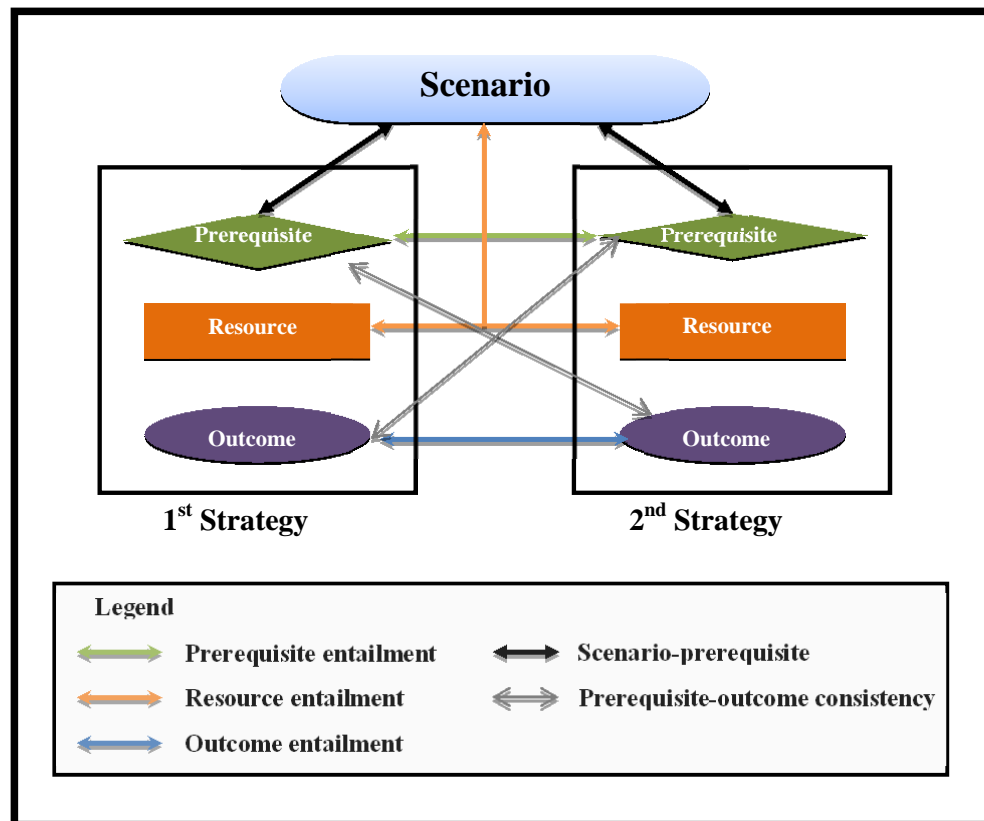 Scenario
Prerequisite
Prerequisite
Resource
Resource
Outcome
Outcome
1st Strategy
2nd Strategy
Legend
Prerequisite entailment
Scenario-prerequisite
Resource entailment
Prerequisite-outcome consistency
Outcome entailment